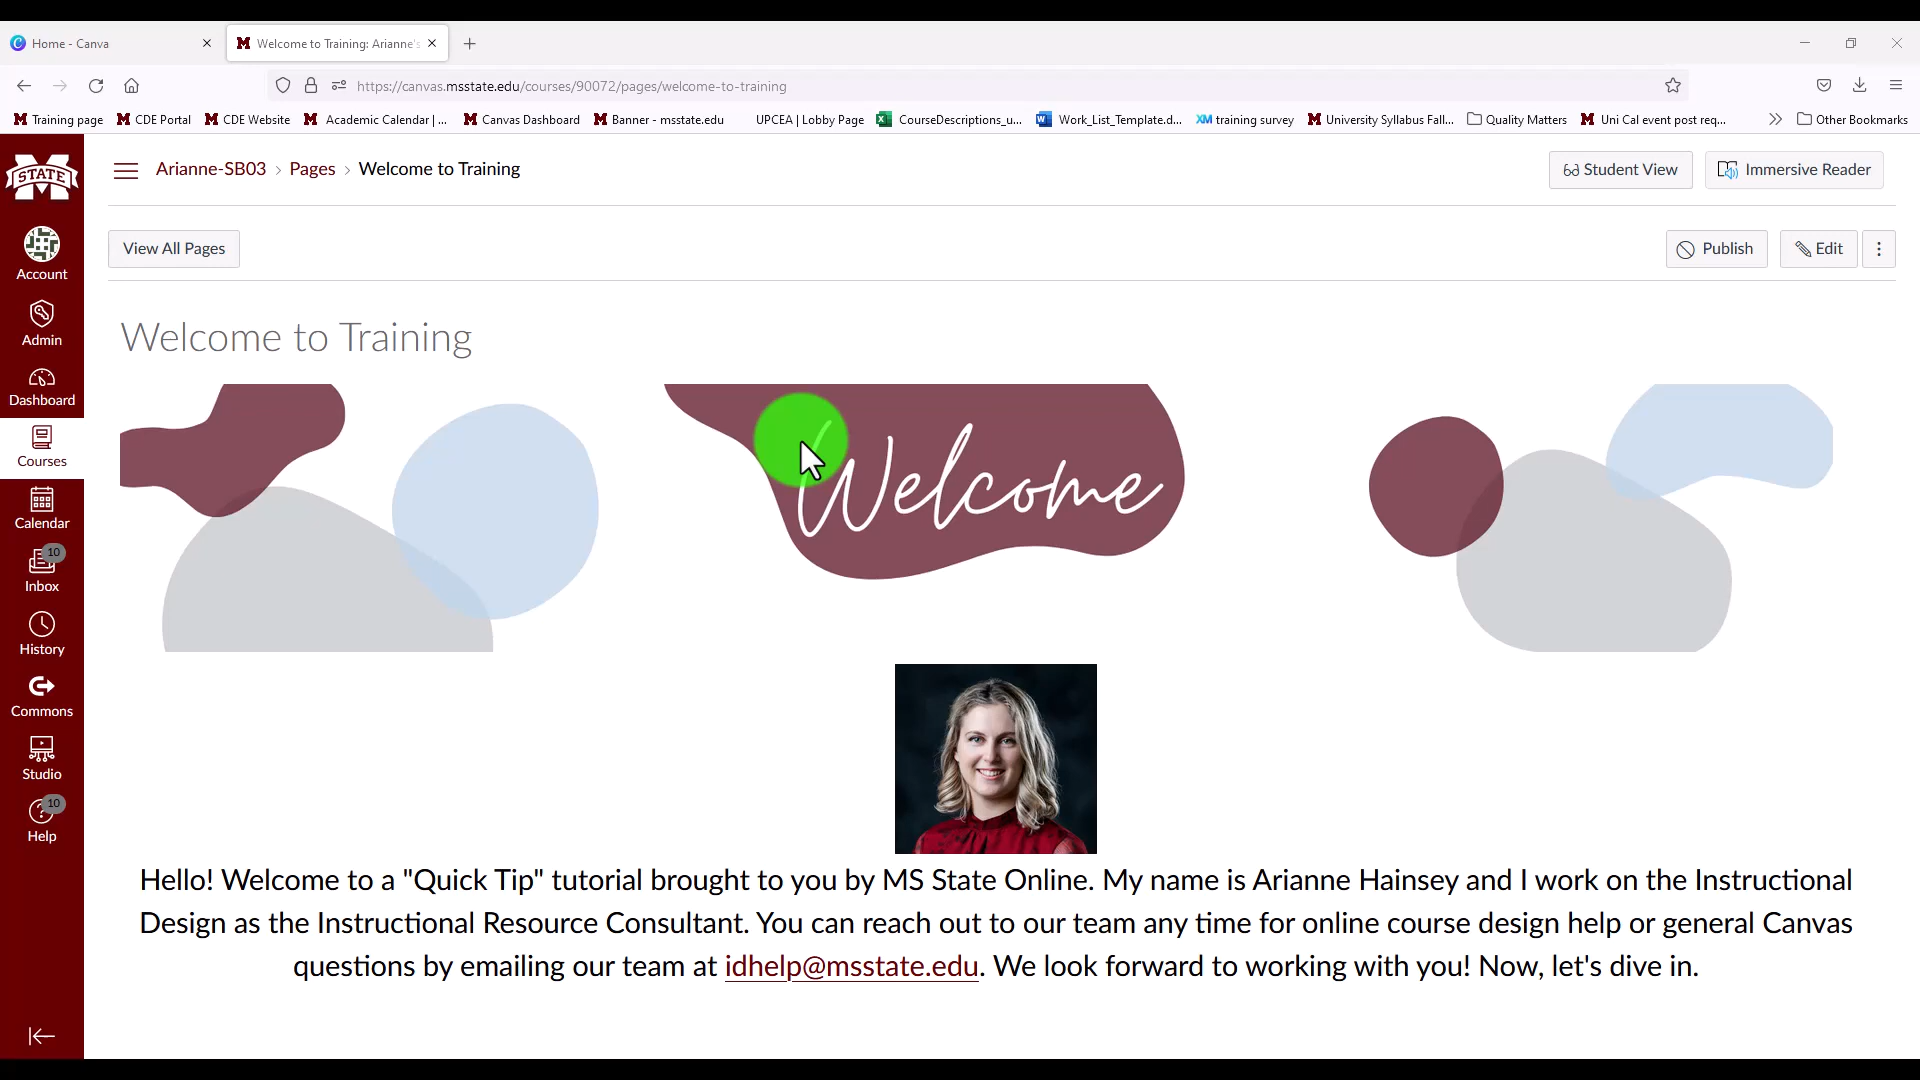 Home - Canva
Welcome to Training: Arianne's
https://canvas.msstate.edu/courses/90072/pages/welcome-to-training
Training page CDE Portal CDE Website Academic Calendar | ... Canvas Dashboard Banner - msstate.edu UPCEA | Lobby Page CourseDescriptions_u... Work_List_Template.d... XM training survey University Syllabus Fall... Quality Matters Uni Cal event post req... Other Bookmarks
STATE
Arianne-SB03 › Pages › Welcome to Training
Student View
Immersive Reader
View All Pages
Publish
Edit
Account
Admin
Dashboard
Courses
Calendar
10
Inbox
History
Commons
Studio
10
Help
Welcome to Training
Welcome
Hello! Welcome to a "Quick Tip" tutorial brought to you by MS State Online. My name is Arianne Hainsey and I work on the Instructional
Design as the Instructional Resource Consultant. You can reach out to our team any time for online course design help or general Canvas
questions by emailing our team at idhelp@msstate.edu. We look forward to working with you! Now, let's dive in.